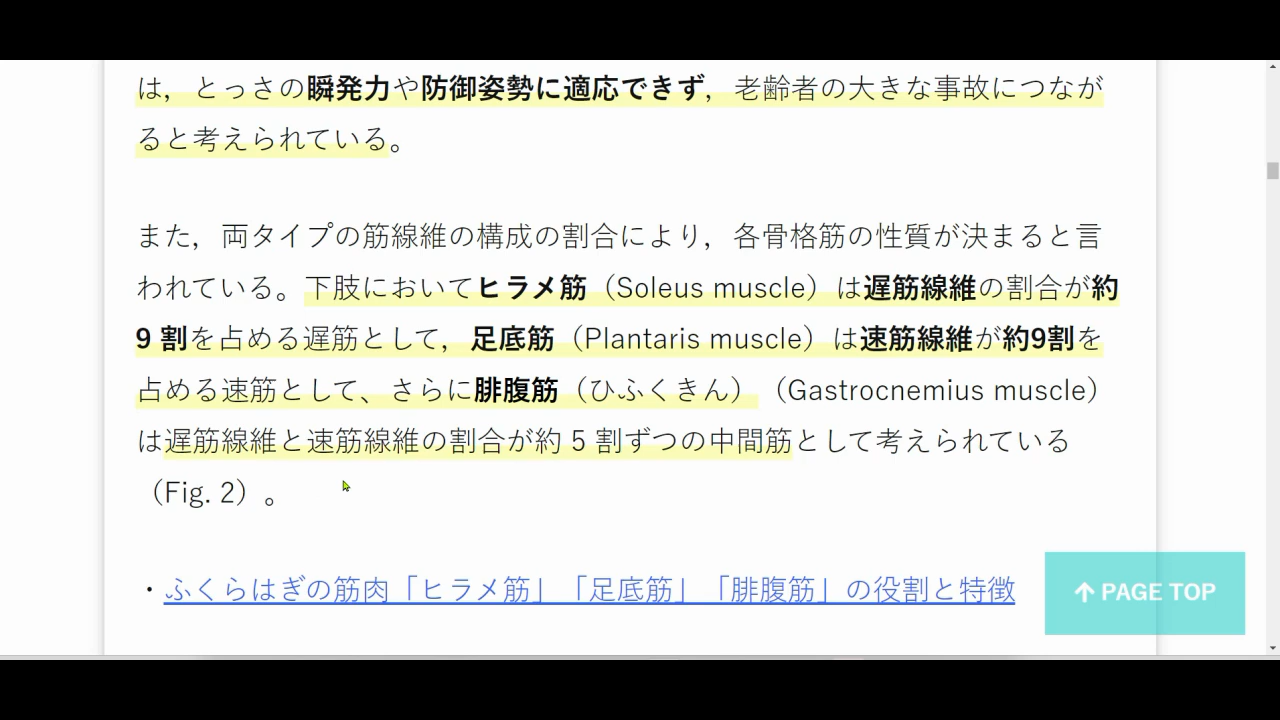 は，とっさの瞬発力や防御姿勢に適応できず，老齢者の大きな事故につなが
ると考えられている。
また，両タイプの筋線維の構成の割合により，各骨格筋の性質が決まると言
われている。下肢においてヒラメ筋（Soleus muscle）は遅筋線維の割合が約
9 割を占める遅筋として，足底筋（Plantaris muscle）は速筋線維が約9割を
占める速筋として、さらに腓腹筋（ひふくきん）（Gastrocnemius muscle）
は遅筋線維と速筋線維の割合が約 5 割ずつの中間筋として考えられている
（Fig. 2）。
・ふくらはぎの筋肉「ヒラメ筋」「足底筋」「腓腹筋」の役割と特徴
↑ PAGE TOP